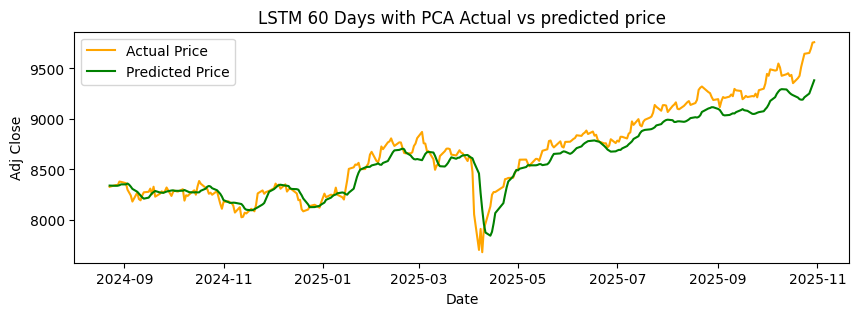 LSTM 60 Days with PCA Actual vs predicted price
Actual Price
Predicted Price
Adj Close
9500
9000
8500
8000
2024-09 2024-11 2025-01 2025-03 2025-05 2025-07 2025-09 2025-11
Date